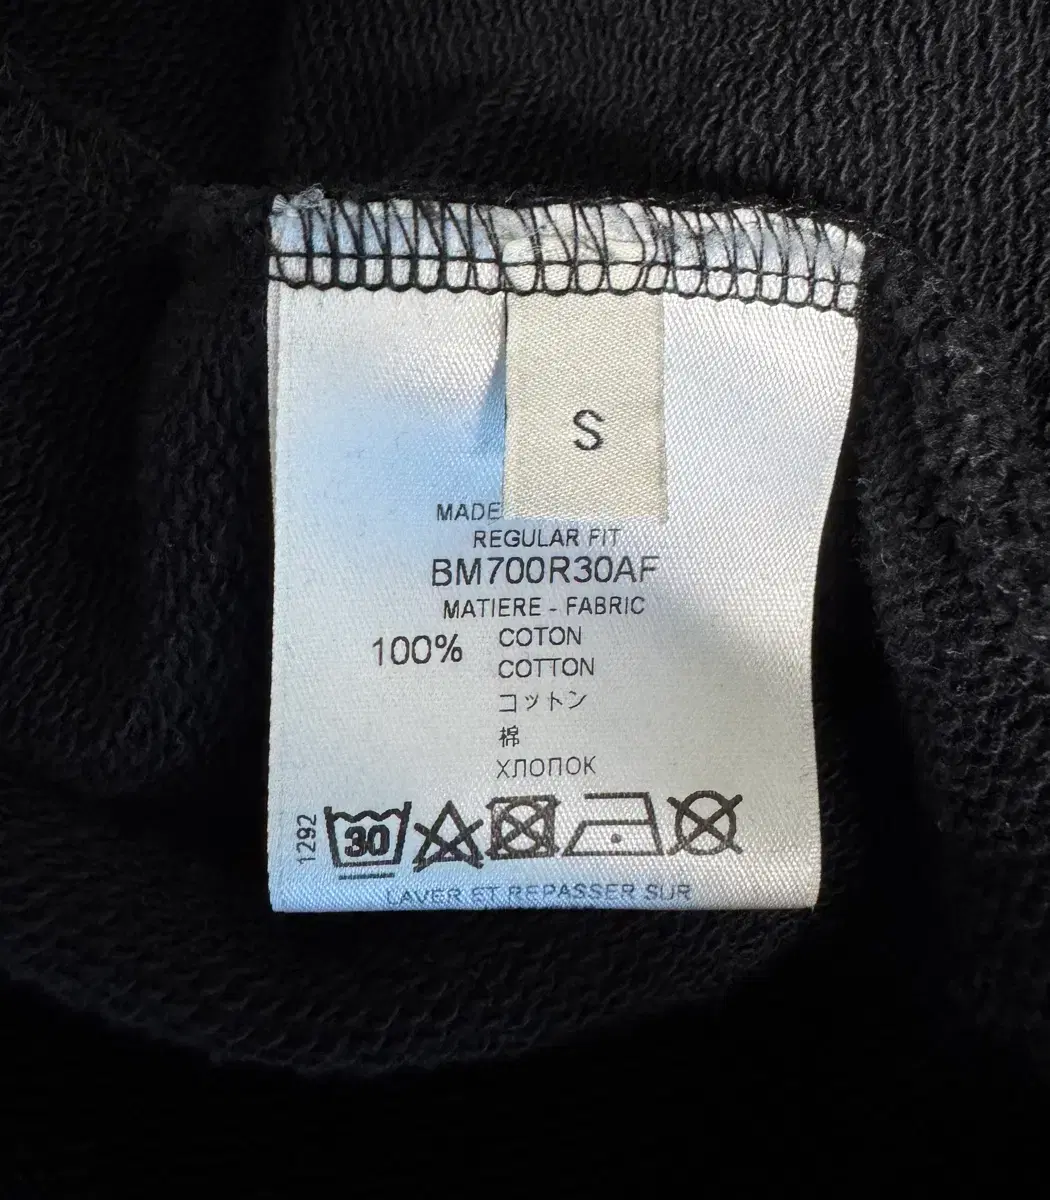 S
MADE
REGULAR FIT
BM700R30AF
MATIERE - FABRIC
100% COTON
COTTON
コットン
棉
ХЛОПОК
1292
30
LAVER ET REPASSER SUR